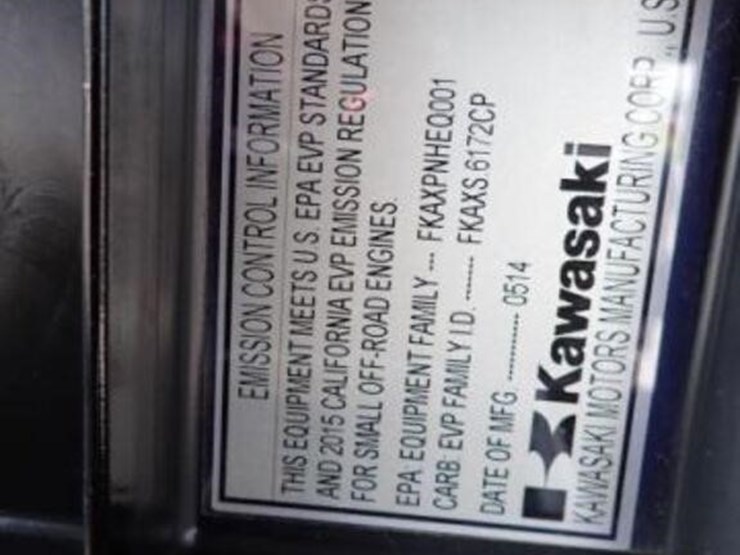 EMISSION CONTROL INFORMATION
THIS EQUIPMENT MEETS U.S. EPA EVP STANDARDS
AND 2015 CALIFORNIA EVP EMISSION REGULATION
FOR SMALL OFF-ROAD ENGINES.
EPA EQUIPMENT FAMILY --- FKAXPNHEQ001
CARB EVP FAMILY I.D. ------- FKAXS.6172CP
DATE OF MFG ----------- 0514
Kawasaki
KAWASAKI MOTORS MANUFACTURING CORP., U.S